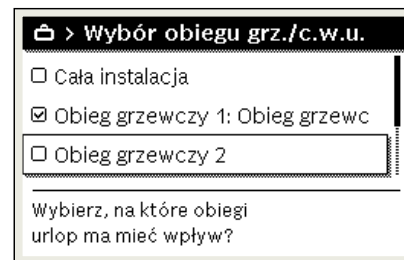 > Wybór obiegu grz./c.w.u.
Cała instalacja
Obieg grzewczy 1: Obieg grzewc
Obieg grzewczy 2
Wybierz, na które obiegi
urlop ma mieć wpływ?